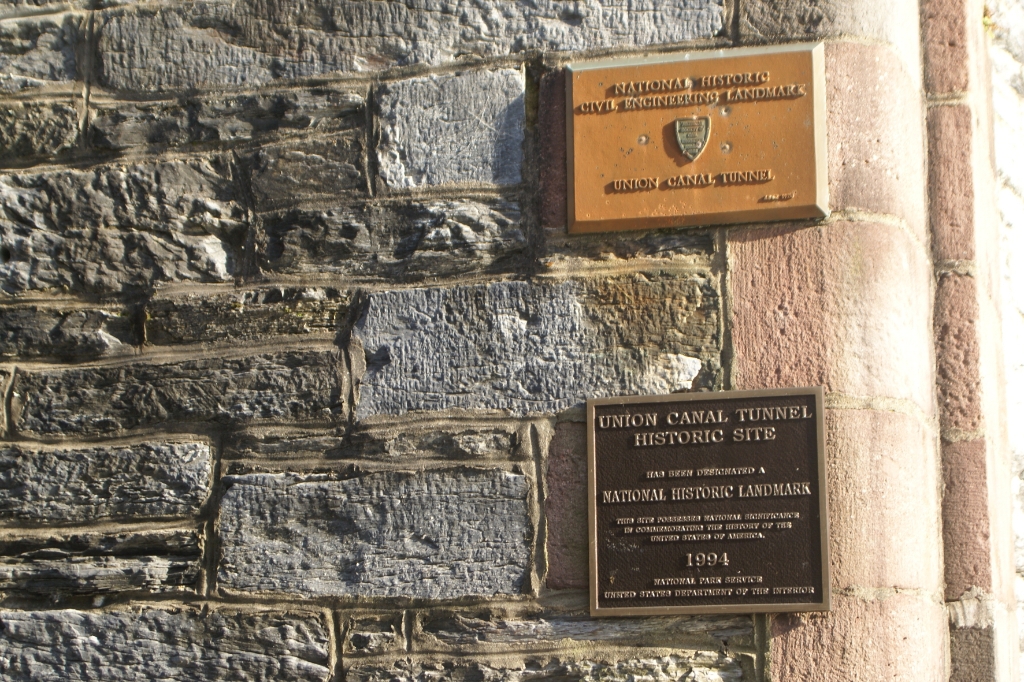 NATIONAL HISTORIC
CIVIL ENGINEERING LANDMARK
UNION CANAL TUNNEL
UNION CANAL TUNNEL
HISTORIC SITE
HAS BEEN DESIGNATED A
NATIONAL HISTORIC LANDMARK
THIS SITE POSSESSES NATIONAL SIGNIFICANCE
IN COMMEMORATING THE HISTORY OF THE
UNITED STATES OF AMERICA.
1994
NATIONAL PARK SERVICE
UNITED STATES DEPARTMENT OF THE INTERIOR